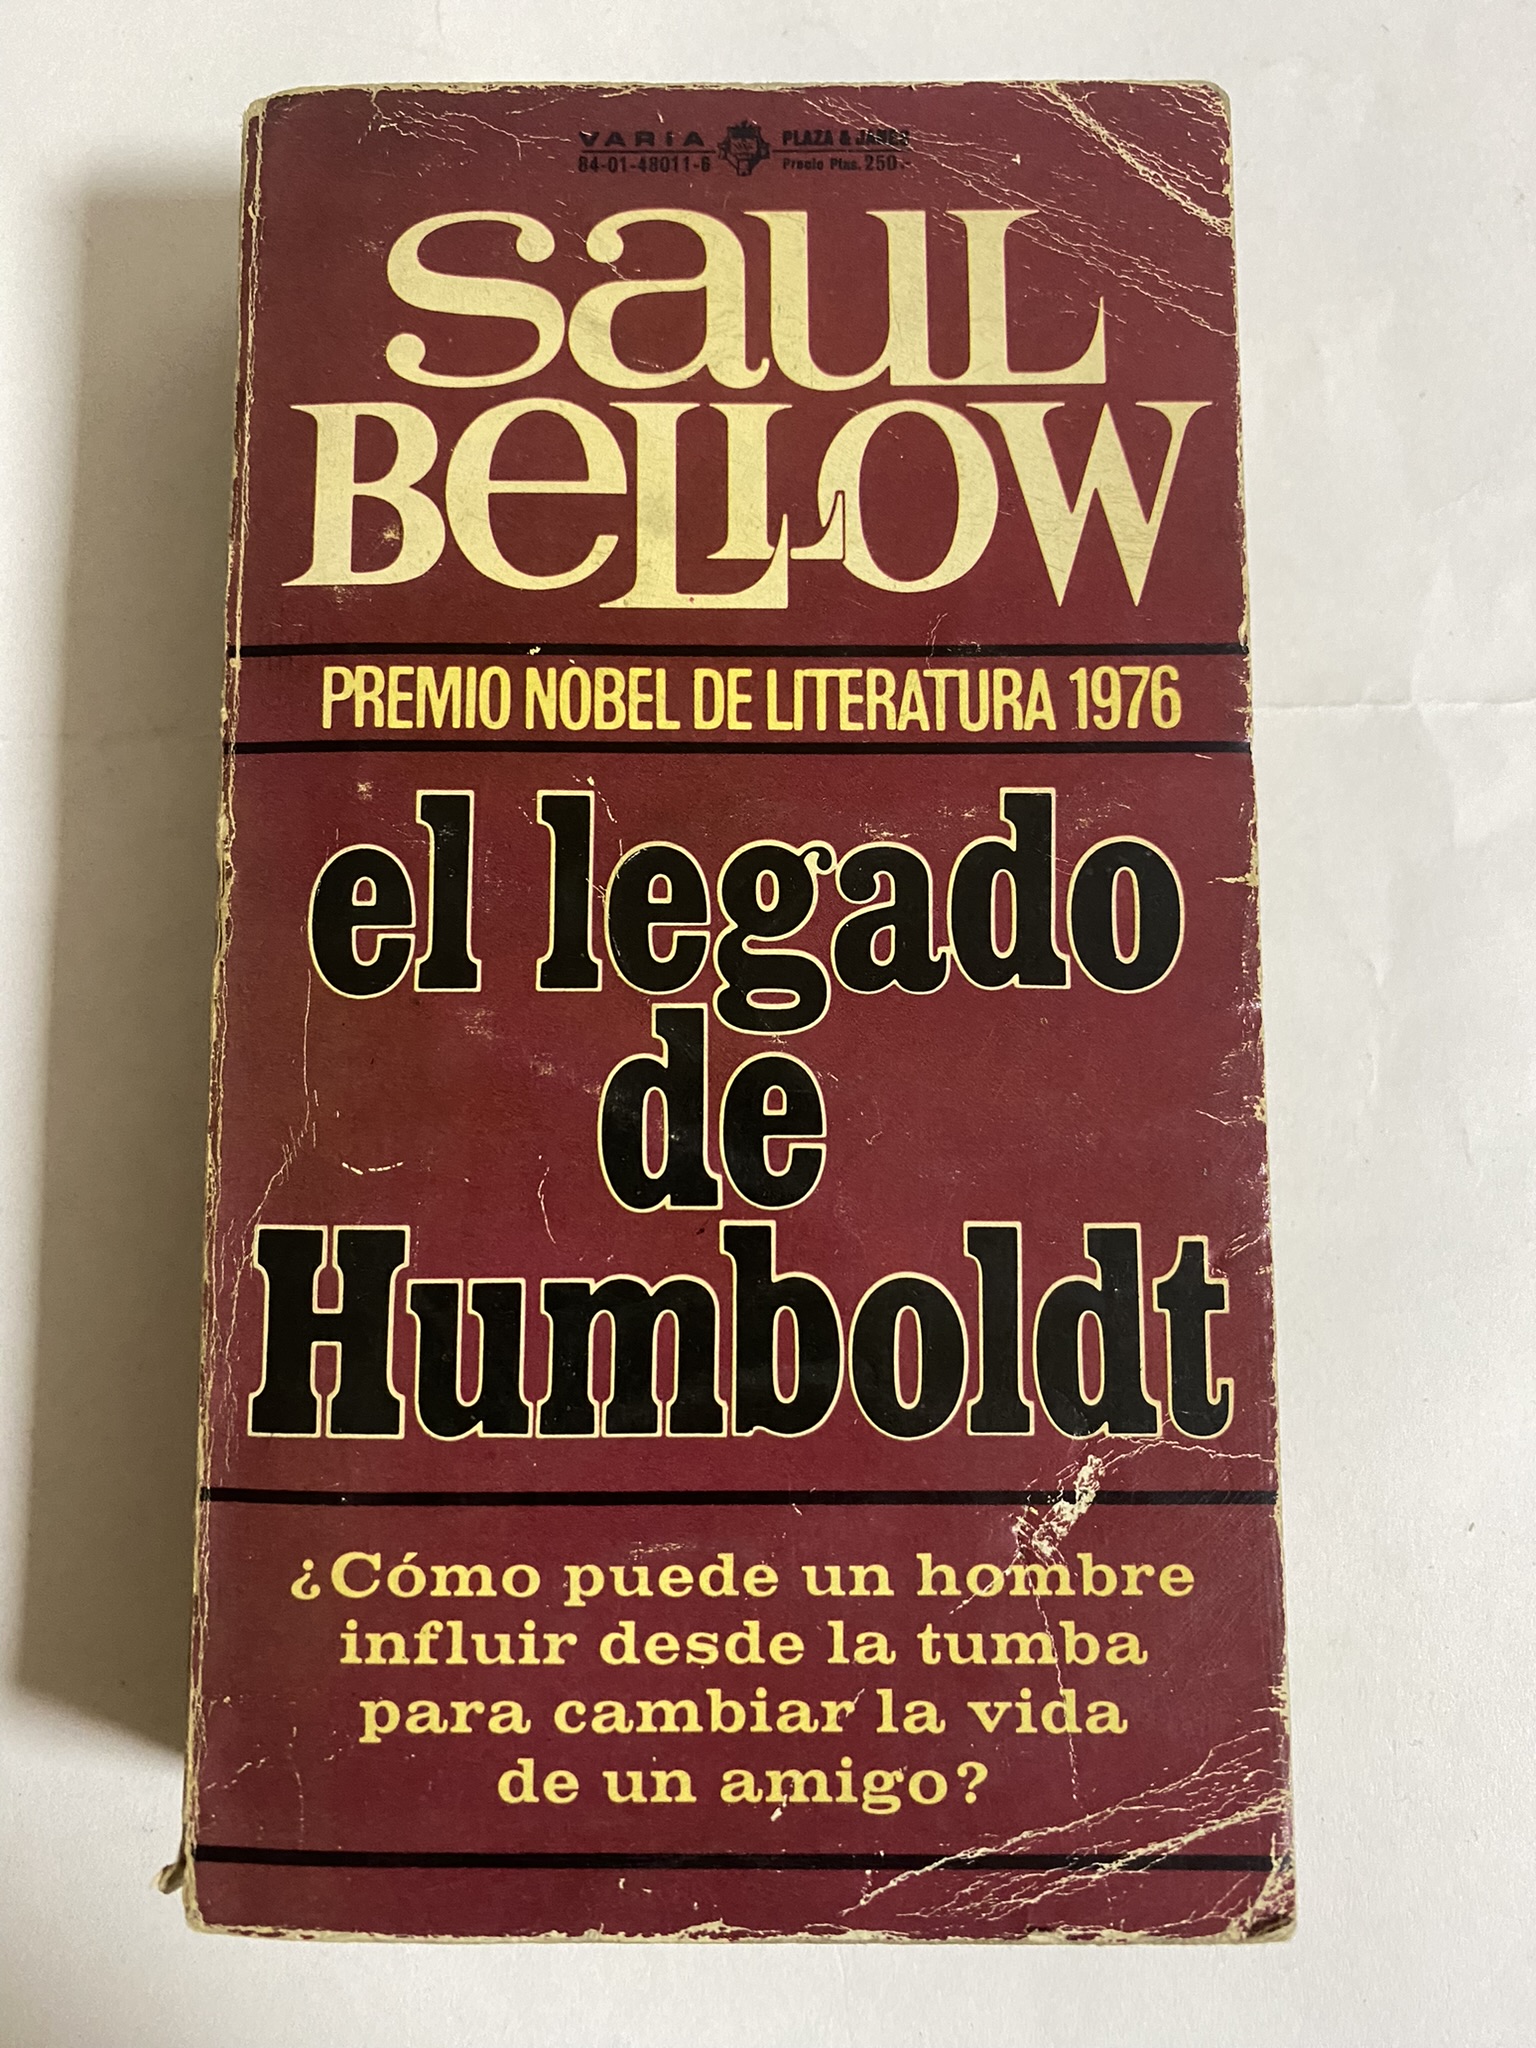 VARIA PLAZA & JANES
84-01-48011-6 Precio Ptas. 250.-
SAUL
BELLOW
PREMIO NOBEL DE LITERATURA 1976
el legado
de
Humboldt
¿Cómo puede un hombre
influir desde la tumba
para cambiar la vida
de un amigo?